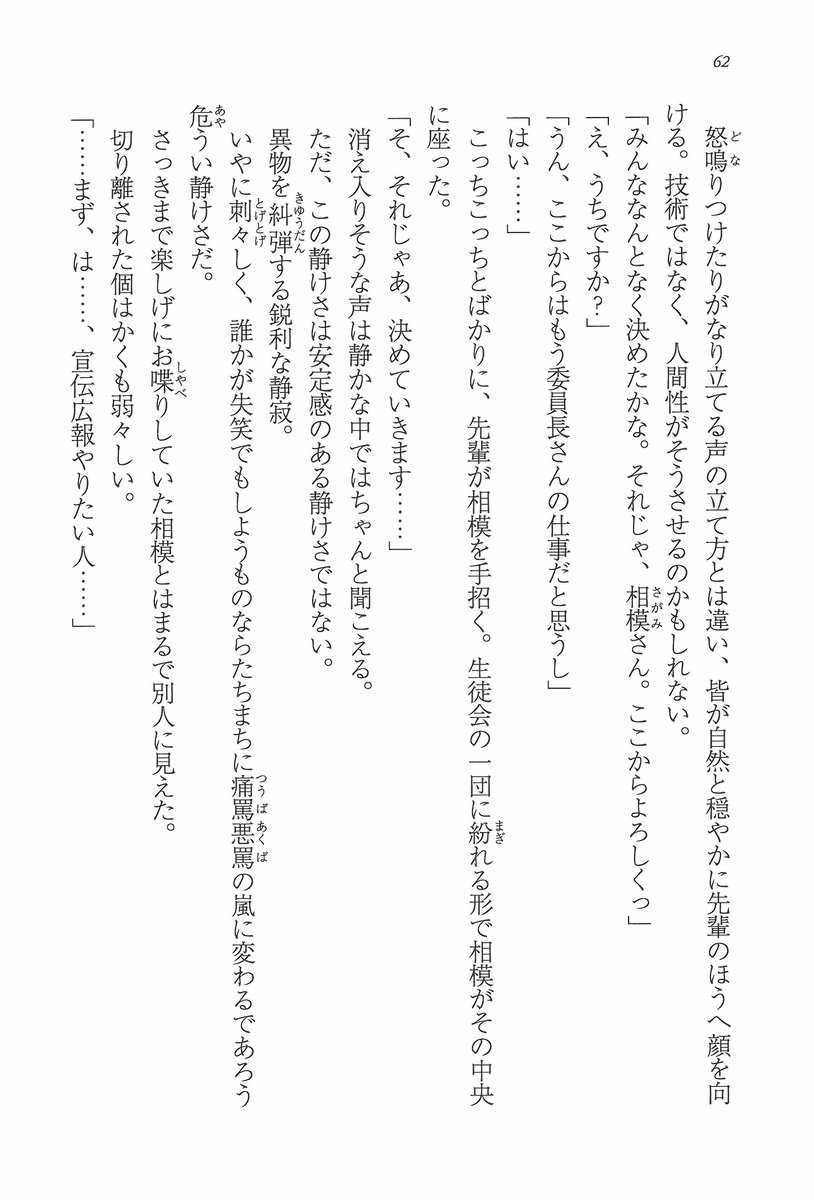 62
怒鳴りつけたりがなり立てる声の立て方とは違い、皆が自然と穏やかに先輩のほうへ顔を向
ける。技術ではなく、人間性がそうさせるのかもしれない。
「みんななんとなく決めたかな。それじゃ、相模さん。ここからよろしくっ」
「え、うちですか？」
「うん、ここからはもう委員長さんの仕事だと思うし」
「はい……」
こっちこっちとばかりに、先輩が相模を手招く。生徒会の一団に紛れる形で相模がその中央
に座った。
「そ、それじゃあ、決めていきます……」
消え入りそうな声は静かな中ではちゃんと聞こえる。
ただ、この静けさは安定感のある静けさではない。
異物を糾弾する鋭利な静寂。
いやに刺々しく、誰かが失笑でもしようものならたちまちに痛罵悪罵の嵐に変わるであろう
危うい静けさだ。
さっきまで楽しげにお喋りしていた相模とはまるで別人に見えた。
切り離された個はかくも弱々しい。
「……まず、は……、宣伝広報やりたい人……」